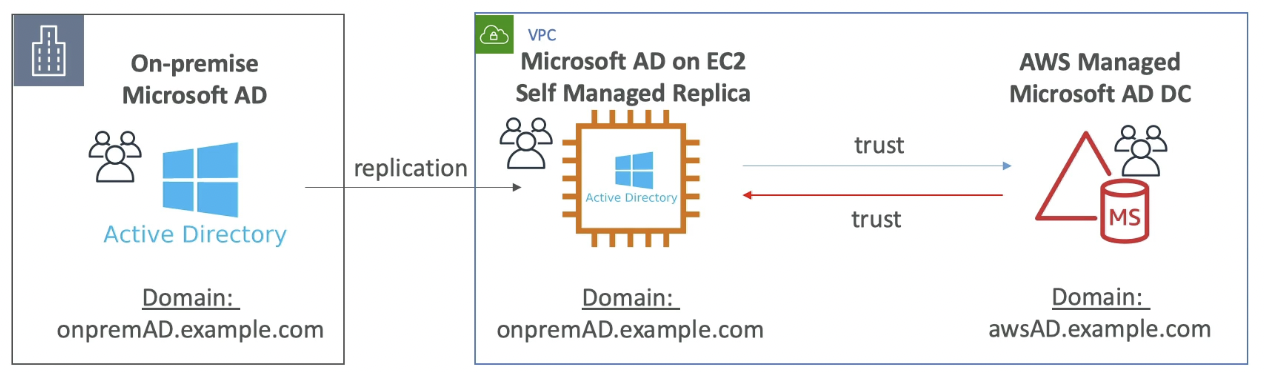 On-premise
Microsoft AD
Active Directory
Domain:
onpremAD.example.com
replication
VPC
Microsoft AD on EC2
Self Managed Replica
Active Directory
Domain:
onpremAD.example.com
trust
trust
AWS Managed
Microsoft AD DC
MS
Domain:
awsAD.example.com